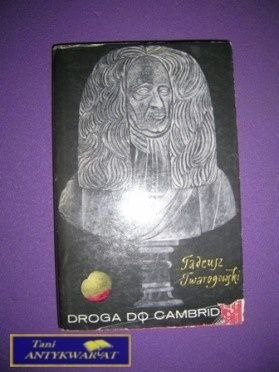 Tadeusz
Twarogowski
DROGA DO CAMBRID
Tani
ANTYKWARIAT